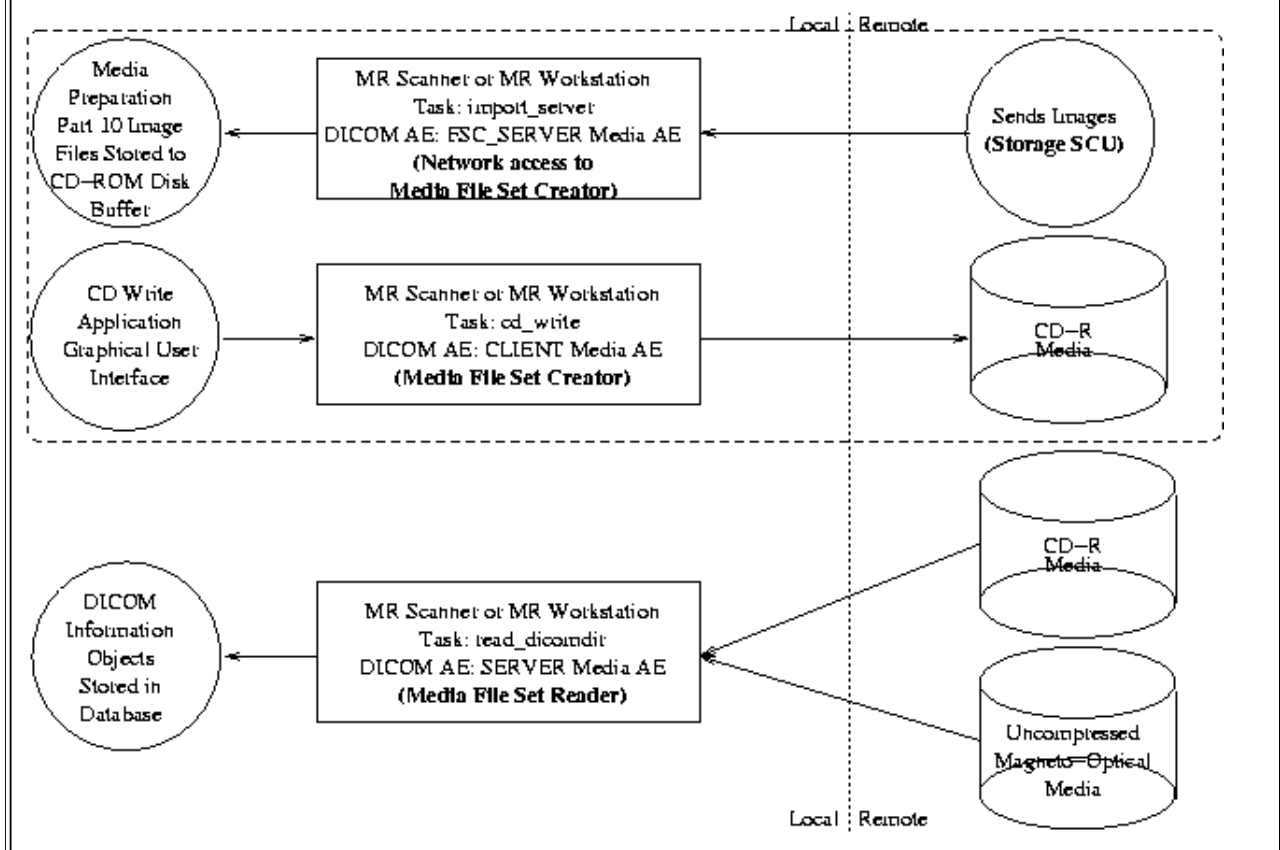 Local Remote
Media
Preparation
Part 10 Image
Files Stored to
CD-ROM Disk
Buffer
MR Scanner or MR Workstation
Task: import_server
DICOM AE: FSC_SERVER Media AE
(Network access to
Media File Set Creator)
Sends Images
(Storage SCU)
CD Write
Application
Graphical User
Interface
MR Scanner or MR Workstation
Task: cd_write
DICOM AE: CLIENT Media AE
(Media File Set Creator)
CD-R
Media
CD-R
Media
DICOM
Information
Objects
Stored in
Database
MR Scanner or MR Workstation
Task: read_dicomdir
DICOM AE: SERVER Media AE
(Media File Set Reader)
Uncompressed
Magneto-Optical
Media
Local Remote